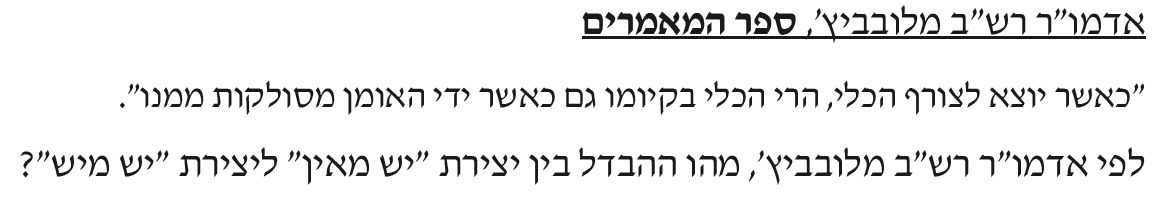 אדמו"ר רש"ב מלובביץ', ספר המאמרים
"כאשר יוצא לצורף הכלי, הרי הכלי בקיומו גם כאשר ידי האומן מסולקות ממנו".
לפי אדמו"ר רש"ב מלובביץ', מהו ההבדל בין יצירת "יש מאין" ליצירת "יש מיש"?